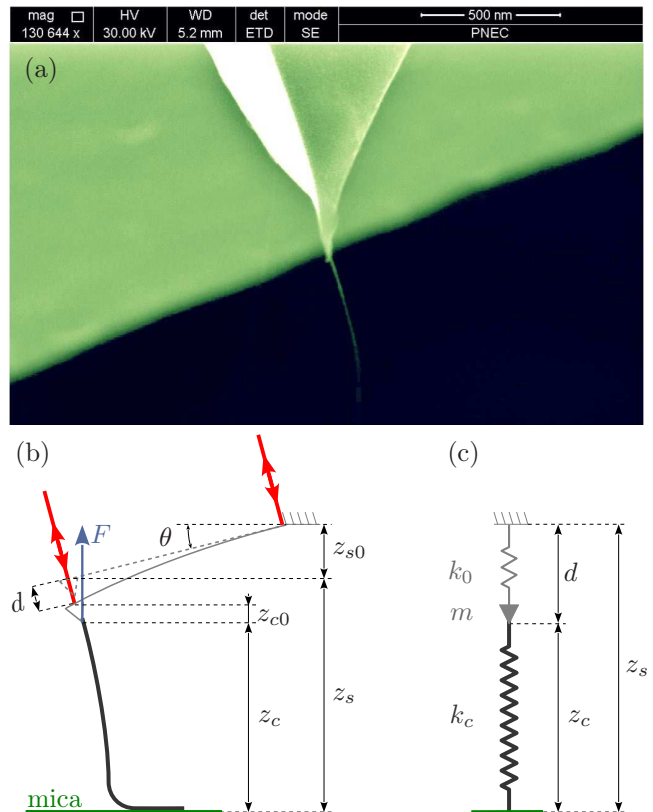 mag HV WD det mode 500 nm
130 644 x 30.00 kV 5.2 mm ETD SE PNEC
(a)
(b) (c)
F
θ
z_{s0}
k_0 d
d
m
z_{c0}
z_s
z_s
z_c k_c z_c
mica